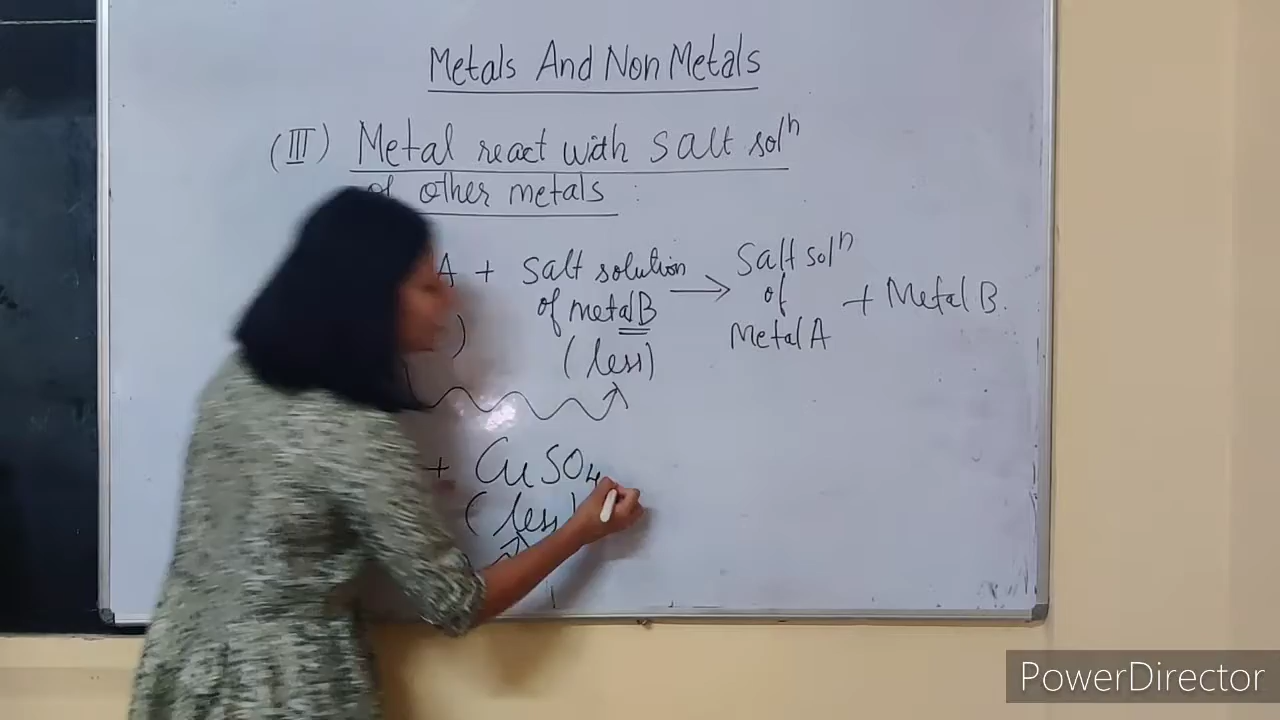 Metals And Non Metals
(III) Metal react with salt solⁿ
of other metals :
A + Salt solution → Salt solⁿ + Metal B.
of metal B of
(less) Metal A
)
+ CuSO₄
(less)
PowerDirector